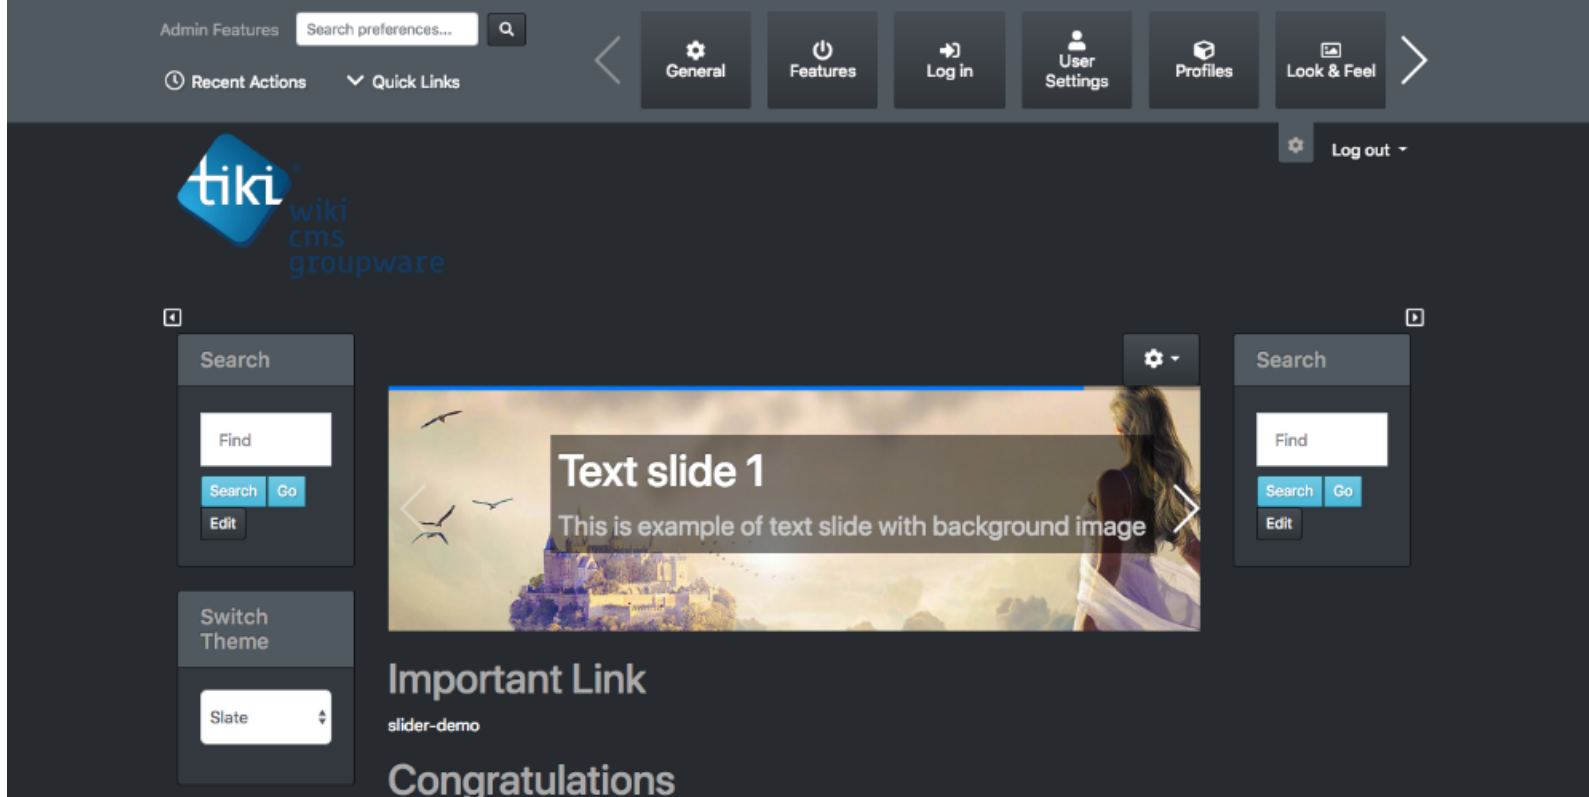 Admin Features
Search preferences...
Recent Actions
Quick Links
General
Features
Log in
User
Settings
Profiles
Look & Feel
Log out
tiki
wiki
cms
groupware
Search
Find
Search Go
Edit
Switch
Theme
Slate
Text slide 1
This is example of text slide with background image
Important Link
slider-demo
Congratulations
Search
Find
Search Go
Edit